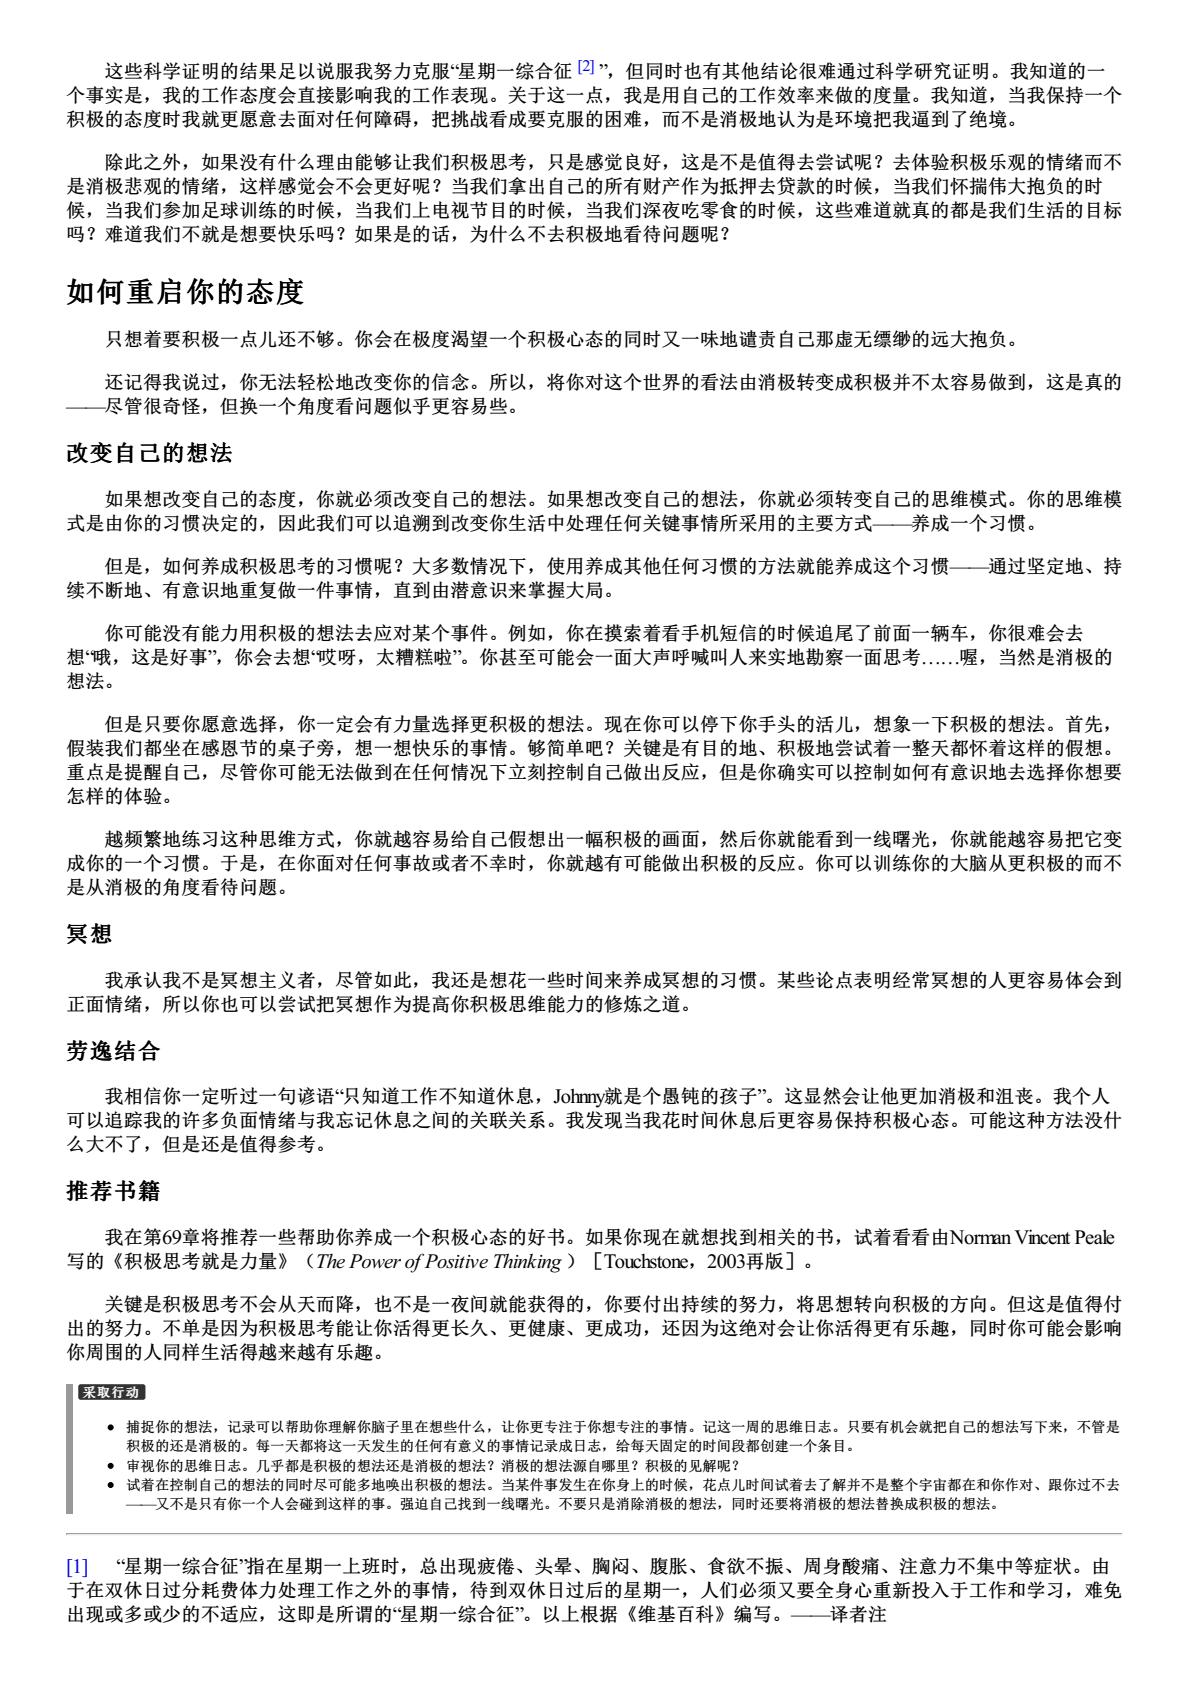 这些科学证明的结果足以说服我努力克服“星期一综合征 [2] ”，但同时也有其他结论很难通过科学研究证明。我知道的一
个事实是，我的工作态度会直接影响我的工作表现。关于这一点，我是用自己的工作效率来做的度量。我知道，当我保持一个
积极的态度时我就更愿意去面对任何障碍，把挑战看成要克服的困难，而不是消极地认为是环境把我逼到了绝境。
除此之外，如果没有什么理由能够让我们积极思考，只是感觉良好，这是不是值得去尝试呢？去体验积极乐观的情绪而不
是消极悲观的情绪，这样感觉会不会更好呢？当我们拿出自己的所有财产作为抵押去贷款的时候，当我们怀揣伟大抱负的时
候，当我们参加足球训练的时候，当我们上电视节目的时候，当我们深夜吃零食的时候，这些难道就真的都是我们生活的目标
吗？难道我们不就是想要快乐吗？如果是的话，为什么不去积极地看待问题呢？
如何重启你的态度
只想着要积极一点儿还不够。你会在极度渴望一个积极心态的同时又一味地谴责自己那虚无缥缈的远大抱负。
还记得我说过，你无法轻松地改变你的信念。所以，将你对这个世界的看法由消极转变成积极并不太容易做到，这是真的
——尽管很奇怪，但换一个角度看问题似乎更容易些。
改变自己的想法
如果想改变自己的态度，你就必须改变自己的想法。如果想改变自己的想法，你就必须转变自己的思维模式。你的思维模
式是由你的习惯决定的，因此我们可以追溯到改变你生活中处理任何关键事情所采用的主要方式——养成一个习惯。
但是，如何养成积极思考的习惯呢？大多数情况下，使用养成其他任何习惯的方法就能养成这个习惯——通过坚定地、持
续不断地、有意识地重复做一件事情，直到由潜意识来掌握大局。
你可能没有能力用积极的想法去应对某个事件。例如，你在摸索着看手机短信的时候追尾了前面一辆车，你很难会去
想“哦，这是好事”，你会去想“哎呀，太糟糕啦”。你甚至可能会一面大声呼喊叫人来实地勘察一面思考……喔，当然是消极的
想法。
但是只要你愿意选择，你一定会有力量选择更积极的想法。现在你可以停下你手头的活儿，想象一下积极的想法。首先，
假装我们都坐在感恩节的桌子旁，想一想快乐的事情。够简单吧？关键是有目的地、积极地尝试着一整天都怀着这样的假想。
重点是提醒自己，尽管你可能无法做到在任何情况下立刻控制自己做出反应，但是你确实可以控制如何有意识地去选择你想要
怎样的体验。
越频繁地练习这种思维方式，你就越容易给自己假想出一幅积极的画面，然后你就能看到一线曙光，你就能越容易把它变
成你的一个习惯。于是，在你面对任何事故或者不幸时，你就越有可能做出积极的反应。你可以训练你的大脑从更积极的而不
是从消极的角度看待问题。
冥想
我承认我不是冥想主义者，尽管如此，我还是想花一些时间来养成冥想的习惯。某些论点表明经常冥想的人更容易体会到
正面情绪，所以你也可以尝试把冥想作为提高你积极思维能力的修炼之道。
劳逸结合
我相信你一定听过一句谚语“只知道工作不知道休息，Johnny就是个愚钝的孩子”。这显然会让他更加消极和沮丧。我个人
可以追踪我的许多负面情绪与我忘记休息之间的关联关系。我发现当我花时间休息后更容易保持积极心态。可能这种方法没什
么大不了，但是还是值得参考。
推荐书籍
我在第69章将推荐一些帮助你养成一个积极心态的好书。如果你现在就想找到相关的书，试着看看由Norman Vincent Peale
写的《积极思考就是力量》（The Power of Positive Thinking ）［Touchstone，2003再版］。
关键是积极思考不会从天而降，也不是一夜间就能获得的，你要付出持续的努力，将思想转向积极的方向。但这是值得付
出的努力。不单是因为积极思考能让你活得更长久、更健康、更成功，还因为这绝对会让你活得更有乐趣，同时你可能会影响
你周围的人同样生活得越来越有乐趣。
采取行动
● 捕捉你的想法，记录可以帮助你理解你脑子里在想些什么，让你更专注于你想专注的事情。记这一周的思维日志。只要有机会就把自己的想法写下来，不管是
积极的还是消极的。每一天都将这一天发生的任何有意义的事情记录成日志，给每天固定的时间段都创建一个条目。
● 审视你的思维日志。几乎都是积极的想法还是消极的想法？消极的想法源自哪里？积极的见解呢？
● 试着在控制自己的想法的同时尽可能多地唤出积极的想法。当某件事发生在你身上的时候，花点儿时间试着去了解并不是整个宇宙都在和你作对、跟你过不去
——又不是只有你一个人会碰到这样的事。强迫自己找到一线曙光。不要只是消除消极的想法，同时还要将消极的想法替换成积极的想法。
[1] “星期一综合征”指在星期一上班时，总出现疲倦、头晕、胸闷、腹胀、食欲不振、周身酸痛、注意力不集中等症状。由
于在双休日过分耗费体力处理工作之外的事情，待到双休日过后的星期一，人们必须又要全身心重新投入于工作和学习，难免
出现或多或少的不适应，这即是所谓的“星期一综合征”。以上根据《维基百科》编写。——译者注